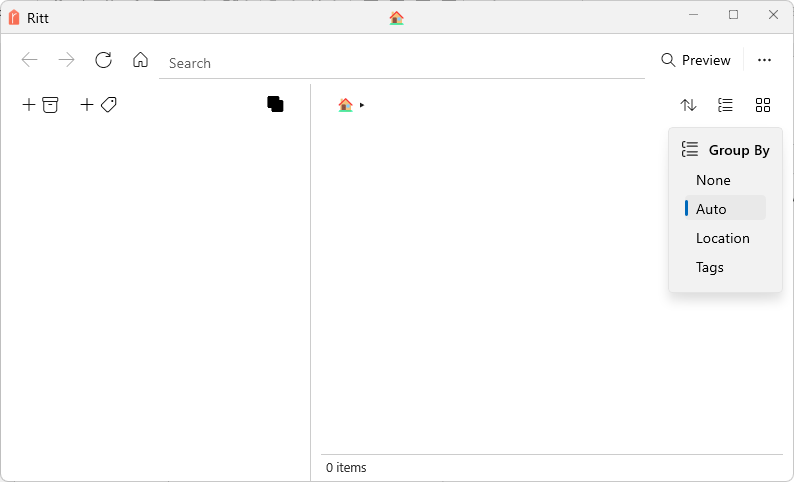 Ritt
Search
Preview
Group By
None
Auto
Location
Tags
0 items